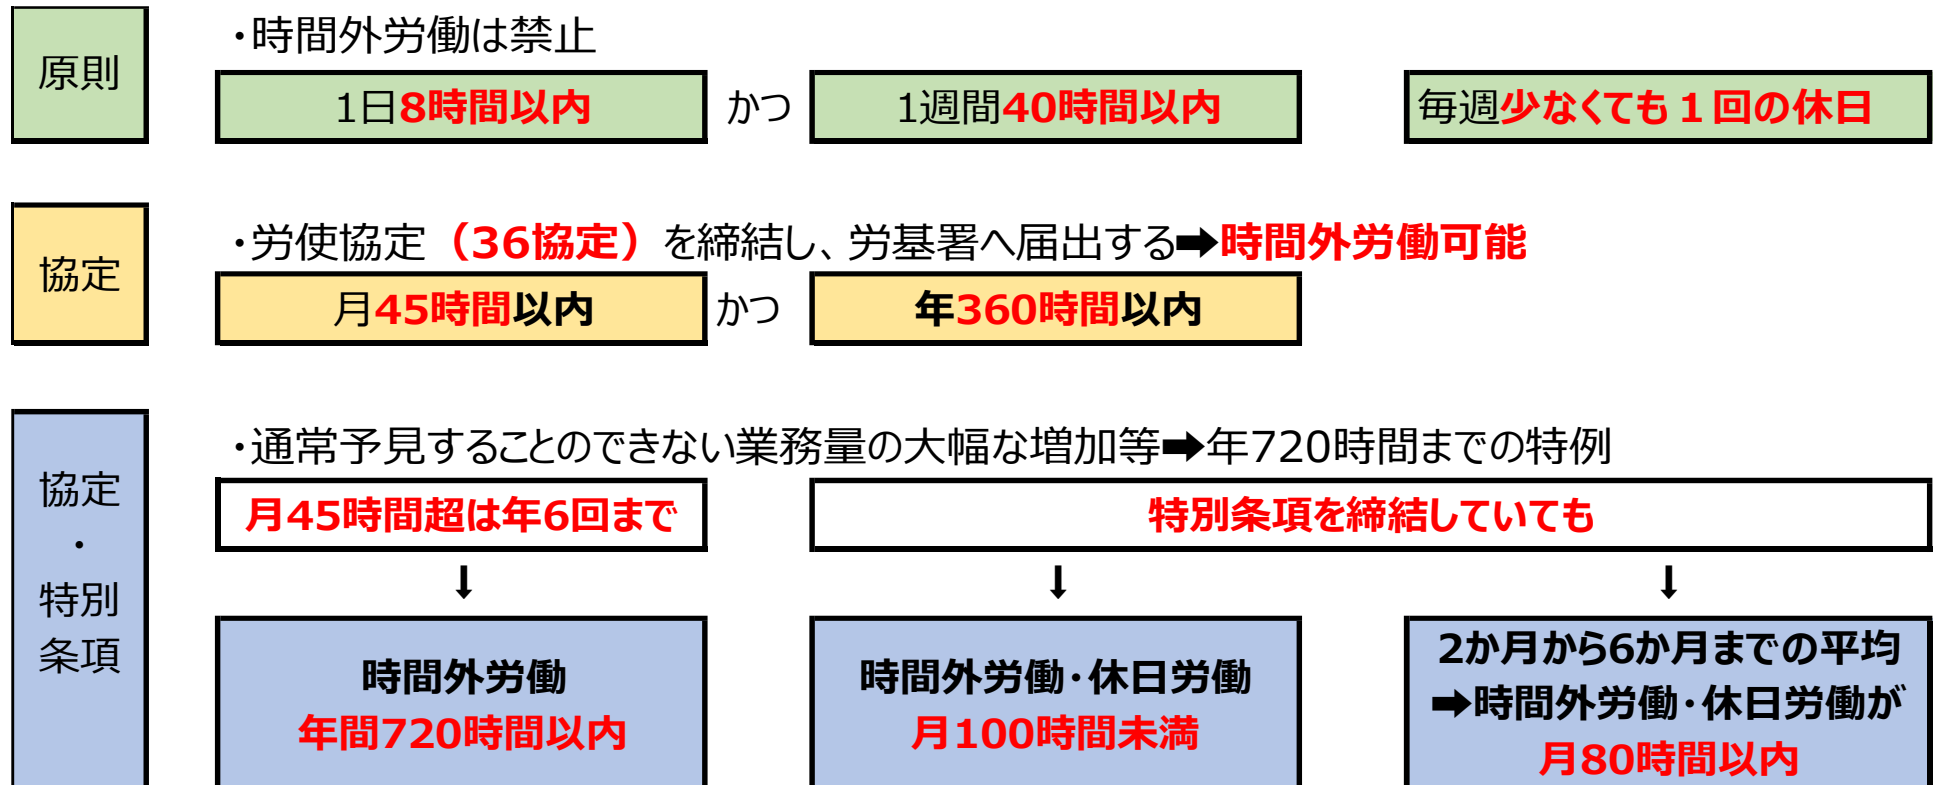 原則
・時間外労働は禁止
1日8時間以内 かつ 1週間40時間以内 毎週少なくても１回の休日
協定
・労使協定（36協定）を締結し、労基署へ届出する➡時間外労働可能
月45時間以内 かつ 年360時間以内
協定
・
特別
条項
・通常予見することのできない業務量の大幅な増加等➡年720時間までの特例
月45時間超は年6回まで 特別条項を締結していても
⬇ ⬇ ⬇
時間外労働
年間720時間以内
時間外労働・休日労働
月100時間未満
2か月から6か月までの平均
➡時間外労働・休日労働が
月80時間以内